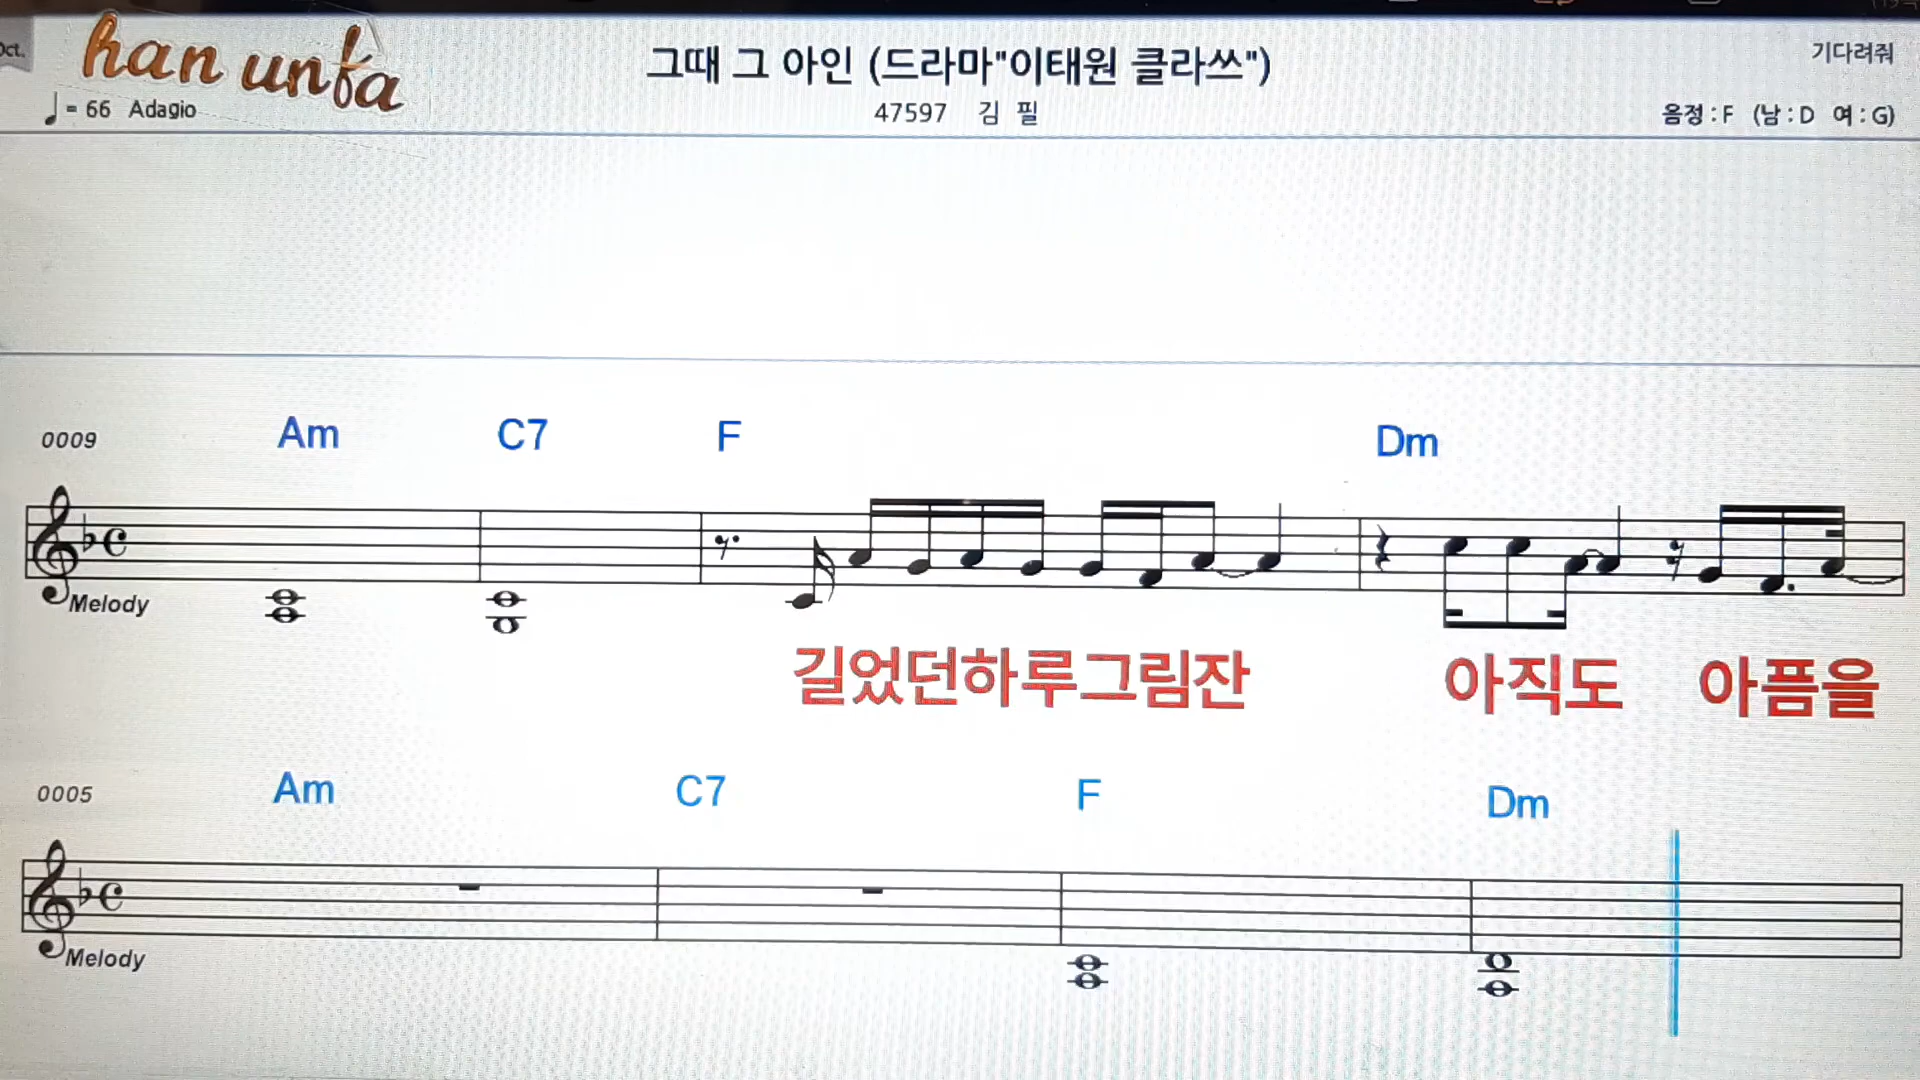 Oct.
han unfa
그때 그 아인 (드라마"이태원 클라쓰")
기다려줘
= 66 Adagio
47597 김 필
음정 : F (남 : D 여 : G)
0009 Am C7 F Dm
Melody
길었던하루그림잔 아직도 아픔을
0005 Am C7 F Dm
Melody